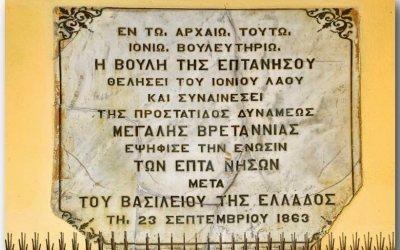 ΕΝ ΤΩ, ΑΡΧΑΙΩ, ΤΟΥΤΩ,
ΙΟΝΙΩ, ΒΟΥΛΕΥΤΗΡΙΩ,
Η ΒΟΥΛΗ ΤΗΣ ΕΠΤΑΝΗΣΟΥ
ΘΕΛΗΣΕΙ ΤΟΥ ΙΟΝΙΟΥ ΛΑΟΥ
ΚΑΙ ΣΥΝΑΙΝΕΣΕΙ
ΤΗΣ ΠΡΟΣΤΑΤΙΔΟΣ ΔΥΝΑΜΕΩΣ
ΜΕΓΑΛΗΣ ΒΡΕΤΑΝΝΙΑΣ
ΕΨΗΦΙΣΕ ΤΗΝ ΕΝΩΣΙΝ
ΤΩΝ ΕΠΤΑ ΝΗΣΩΝ
ΜΕΤΑ
ΤΟΥ ΒΑΣΙΛΕΙΟΥ ΤΗΣ ΕΛΛΑΔΟΣ
ΤΗ, 23 ΣΕΠΤΕΜΒΡΙΟΥ 1863